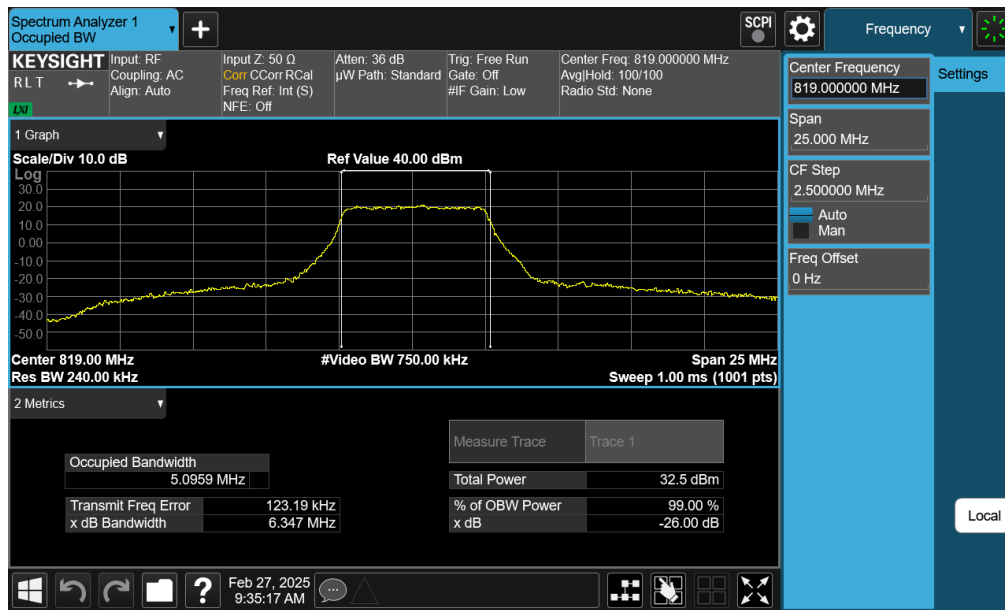 Spectrum Analyzer 1
Occupied BW
+
SCPI
Frequency
KEYSIGHT
RLT
LXI
Input: RF
Coupling: AC
Align: Auto
Input Z: 50 Ω
Corr CCorr RCal
Freq Ref: Int (S)
NFE: Off
Atten: 36 dB
µW Path: Standard
Trig: Free Run
Gate: Off
#IF Gain: Low
Center Freq: 819.000000 MHz
Avg|Hold: 100/100
Radio Std: None
Center Frequency
819.000000 MHz
Settings
Span
25.000 MHz
CF Step
2.500000 MHz
Auto
Man
Freq Offset
0 Hz
Local
1 Graph
Scale/Div 10.0 dB
Ref Value 40.00 dBm
Log
30.0
20.0
10.0
0.00
-10.0
-20.0
-30.0
-40.0
-50.0
Center 819.00 MHz
#Video BW 750.00 kHz
Span 25 MHz
Res BW 240.00 kHz
Sweep 1.00 ms (1001 pts)
2 Metrics
Measure Trace
Trace 1
Occupied Bandwidth
5.0959 MHz
Total Power
32.5 dBm
Transmit Freq Error
123.19 kHz
% of OBW Power
99.00 %
x dB Bandwidth
6.347 MHz
x dB
-26.00 dB
?
Feb 27, 2025
9:35:17 AM